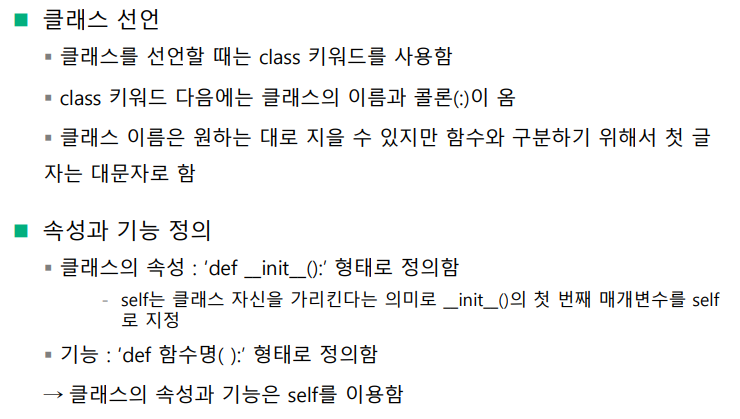 ■ 클래스 선언
▪ 클래스를 선언할 때는 class 키워드를 사용함
▪ class 키워드 다음에는 클래스의 이름과 콜론(:)이 옴
▪ 클래스 이름은 원하는 대로 지을 수 있지만 함수와 구분하기 위해서 첫 글
자는 대문자로 함
■ 속성과 기능 정의
▪ 클래스의 속성 : ‘def __init__():’ 형태로 정의함
- self는 클래스 자신을 가리킨다는 의미로 __init__()의 첫 번째 매개변수를 self
로 지정
▪ 기능 : ‘def 함수명( ):’ 형태로 정의함
→ 클래스의 속성과 기능은 self를 이용함